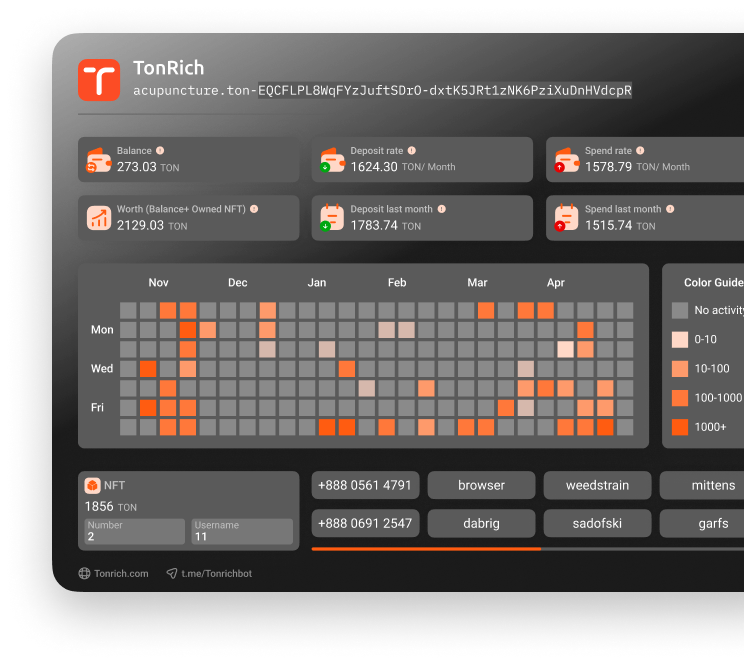 TonRich
acupuncture.ton-EQCFLPL8WqFYzJuftSDrO-dxtK5JRt1zNK6PziXuDnHVdcpR
Balance
273.03 TON
Deposit rate
1624.30 TON/ Month
Spend rate
1578.79 TON/ Month
Worth (Balance+ Owned NFT)
2129.03 TON
Deposit last month
1783.74 TON
Spend last month
1515.74 TON
Nov Dec Jan Feb Mar Apr
Mon
Wed
Fri
Color Guide
No activity
0-10
10-100
100-1000
1000+
NFT
1856 TON
Number
2
Username
11
+888 0561 4791 browser weedstrain mittens
+888 0691 2547 dabrig sadofski garfs
Tonrich.com t.me/Tonrichbot